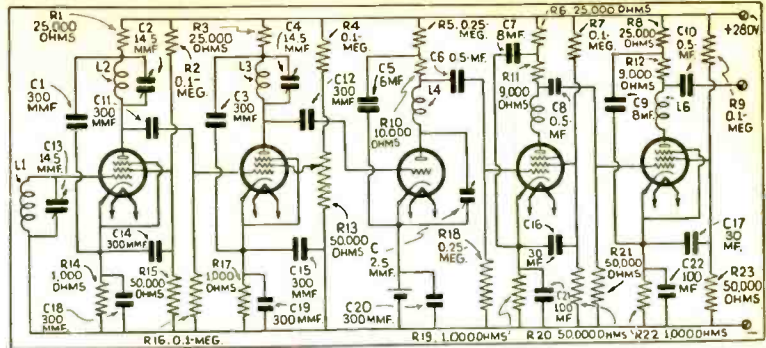 R1
25,000
OHMS
C2
14.5
MMF.
R3
25,000
OHMS
C4
14.5
MMF.
R4
0.1-
MEG.
R5. 0.25-
MEG.
C7
8MF.
R6. 25,000 OHMS
R7
0.1-
MEG.
R8
25,000
OHMS
C10
0.5-
MF.
+280V.
L2
R2
0.1-
MEG.
L3
C6 0.5-MF.
R12
9,000
OHMS
C1
300
MMF
C11
300
MMF.
C3
300
MMF.
C12
300
MMF.
C5
6MF.
L4
R11
9,000
OHMS
C8
0.5-
MF
C9
8MF.
L6
R9
0.1-
MEG.
R10
10,000
OHMS
L1
C13
14.5
MMF.
C14
300 MMF.
R13
50,000
OHMS
C
2.5
MMF.
R18
0.25-
MEG.
C16
30
MF.
C17
30
MF.
R14
1,000
OHMS
R15
50,000
OHMS
R17
1000
OHMS
C15
300
MMF.
R21
50,000
OHMS
C22
100
MF
R23
50,000
OHMS
C18
300
MMF.
C19
300 MMF.
C20
300 MMF.
100
MF
R16, 0.1-MEG.
R19, 1,000 OHMS
R20 50,000 OHMS
R22 1,000 OHMS